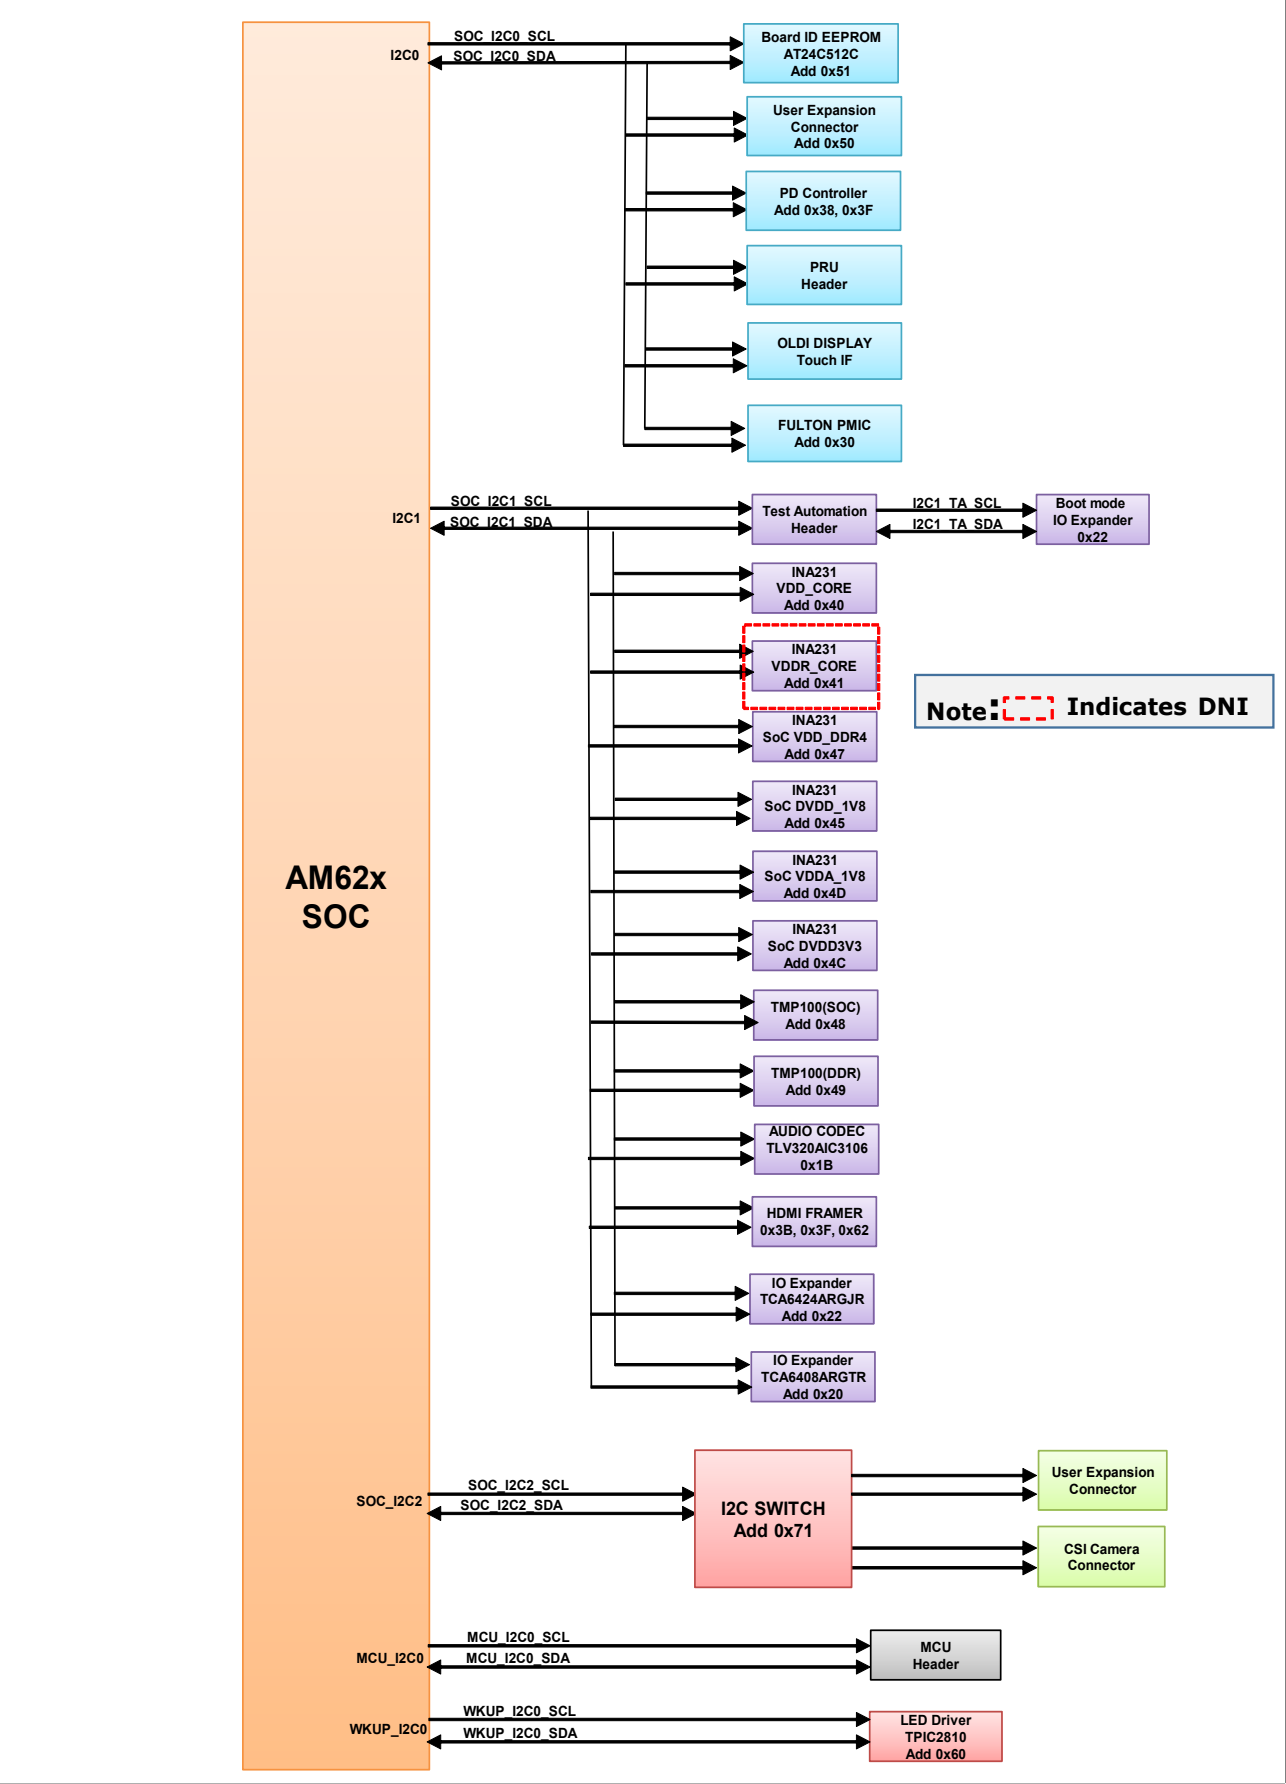 I2C0
SOC_I2C0_SCL
SOC_I2C0_SDA
Board ID EEPROM
AT24C512C
Add 0x51
User Expansion
Connector
Add 0x50
PD Controller
Add 0x38, 0x3F
PRU
Header
OLDI DISPLAY
Touch IF
FULTON PMIC
Add 0x30
I2C1
SOC_I2C1_SCL
SOC_I2C1_SDA
Test Automation
Header
I2C1_TA_SCL
I2C1_TA_SDA
Boot mode
IO Expander
0x22
INA231
VDD_CORE
Add 0x40
INA231
VDDR_CORE
Add 0x41
Note: Indicates DNI
INA231
SoC VDD_DDR4
Add 0x47
INA231
SoC DVDD_1V8
Add 0x45
INA231
SoC VDDA_1V8
Add 0x4D
AM62x
SOC
INA231
SoC DVDD3V3
Add 0x4C
TMP100(SOC)
Add 0x48
TMP100(DDR)
Add 0x49
AUDIO CODEC
TLV320AIC3106
0x1B
HDMI FRAMER
0x3B, 0x3F, 0x62
IO Expander
TCA6424ARGJR
Add 0x22
IO Expander
TCA6408ARGTR
Add 0x20
SOC_I2C2
SOC_I2C2_SCL
SOC_I2C2_SDA
I2C SWITCH
Add 0x71
User Expansion
Connector
CSI Camera
Connector
MCU_I2C0
MCU_I2C0_SCL
MCU_I2C0_SDA
MCU
Header
WKUP_I2C0
WKUP_I2C0_SCL
WKUP_I2C0_SDA
LED Driver
TPIC2810
Add 0x60